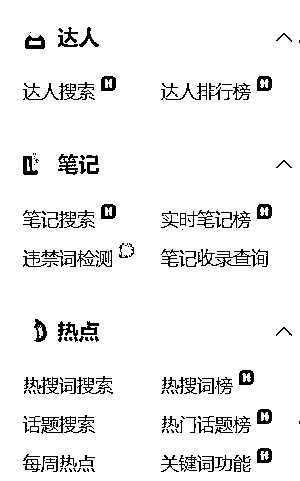 达人
达人搜索 达人排行榜
笔记
笔记搜索 实时笔记榜
违禁词检测 笔记收录查询
热点
热搜词搜索 热搜词榜
话题搜索 热门话题榜
每周热点 关键词功能